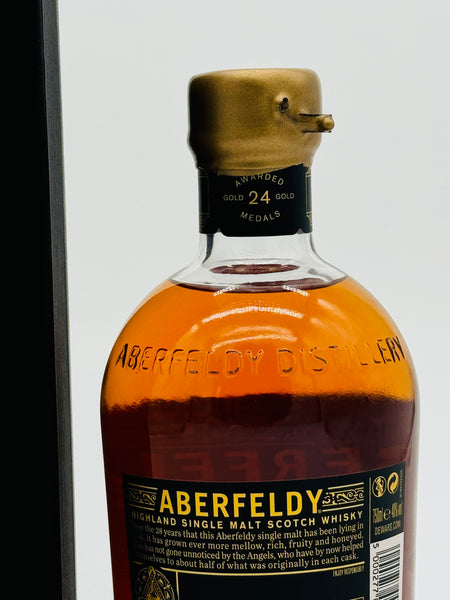 AWARDED
GOLD 24 GOLD
MEDALS
ABERFELDY DISTILLERY
ABERFELDY
HIGHLAND SINGLE MALT SCOTCH WHISKY
the 28 years that this Aberfeldy single malt has been lying in
it has grown ever more mellow, rich, fruity and honeyed.
has not gone unnoticed by the Angels, who have by now helped
to about half of what was originally in each cask.
ENJOY RESPONSIBLY
750ml e 40%
DEWARS.COM
5 000277